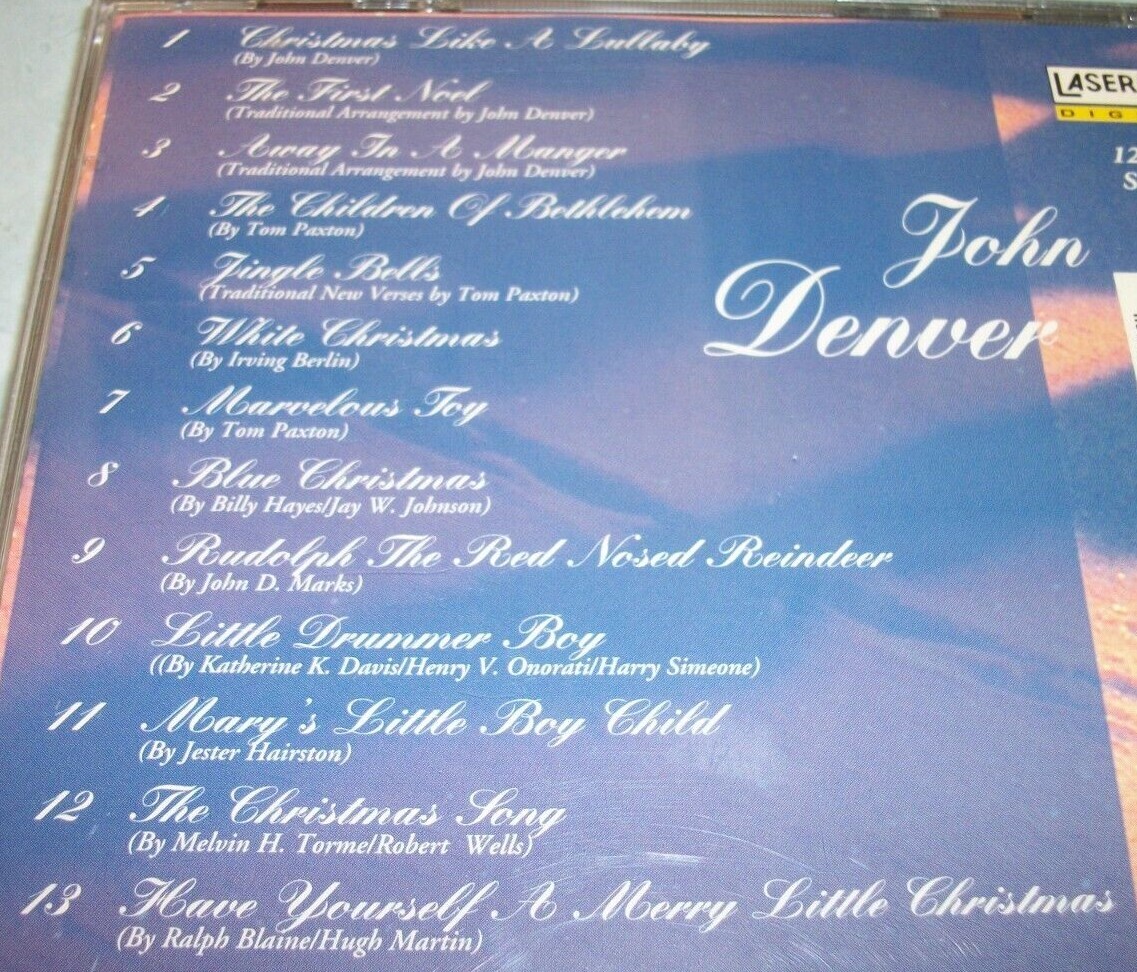 1 Christmas Like A Lullaby
(By John Denver)
2 The First Noel
(Traditional Arrangement by John Denver)
3 Away In A Manger
(Traditional Arrangement by John Denver)
4 The Children Of Bethlehem
(By Tom Paxton)
5 Jingle Bells
(Traditional New Verses by Tom Paxton)
6 White Christmas
(By Irving Berlin)
7 Marvelous Toy
(By Tom Paxton)
8 Blue Christmas
(By Billy Hayes/Jay W. Johnson)
9 Rudolph The Red Nosed Reindeer
(By John D. Marks)
10 Little Drummer Boy
((By Katherine K. Davis/Henry V. Onorati/Harry Simeone)
11 Mary's Little Boy Child
(By Jester Hairston)
12 The Christmas Song
(By Melvin H. Torme/Robert Wells)
13 Have Yourself A Merry Little Christmas
(By Ralph Blaine/Hugh Martin)
John
Denver
LASER
DIG
12
S